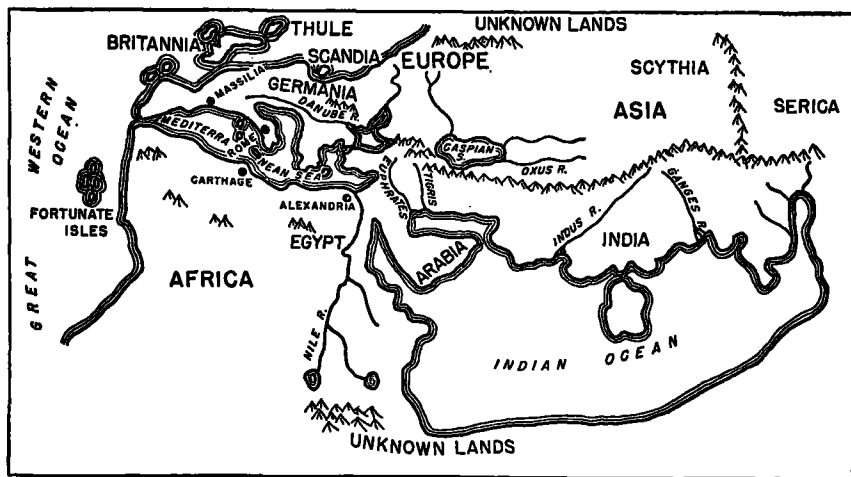 THULE
UNKNOWN LANDS
BRITANNIA
SCANDIA
EUROPE
SCYTHIA
MASSILIA
GERMANIA
DANUBE R.
ASIA
SERICA
GREAT WESTERN OCEAN
MEDITERRANEAN SEA
ROME
CASPIAN S.
OXUS R.
CARTHAGE
EUPHRATES
TIGRIS
GANGES R.
FORTUNATE ISLES
ALEXANDRIA
INDUS R.
EGYPT
INDIA
ARABIA
AFRICA
NILE R.
INDIAN OCEAN
UNKNOWN LANDS